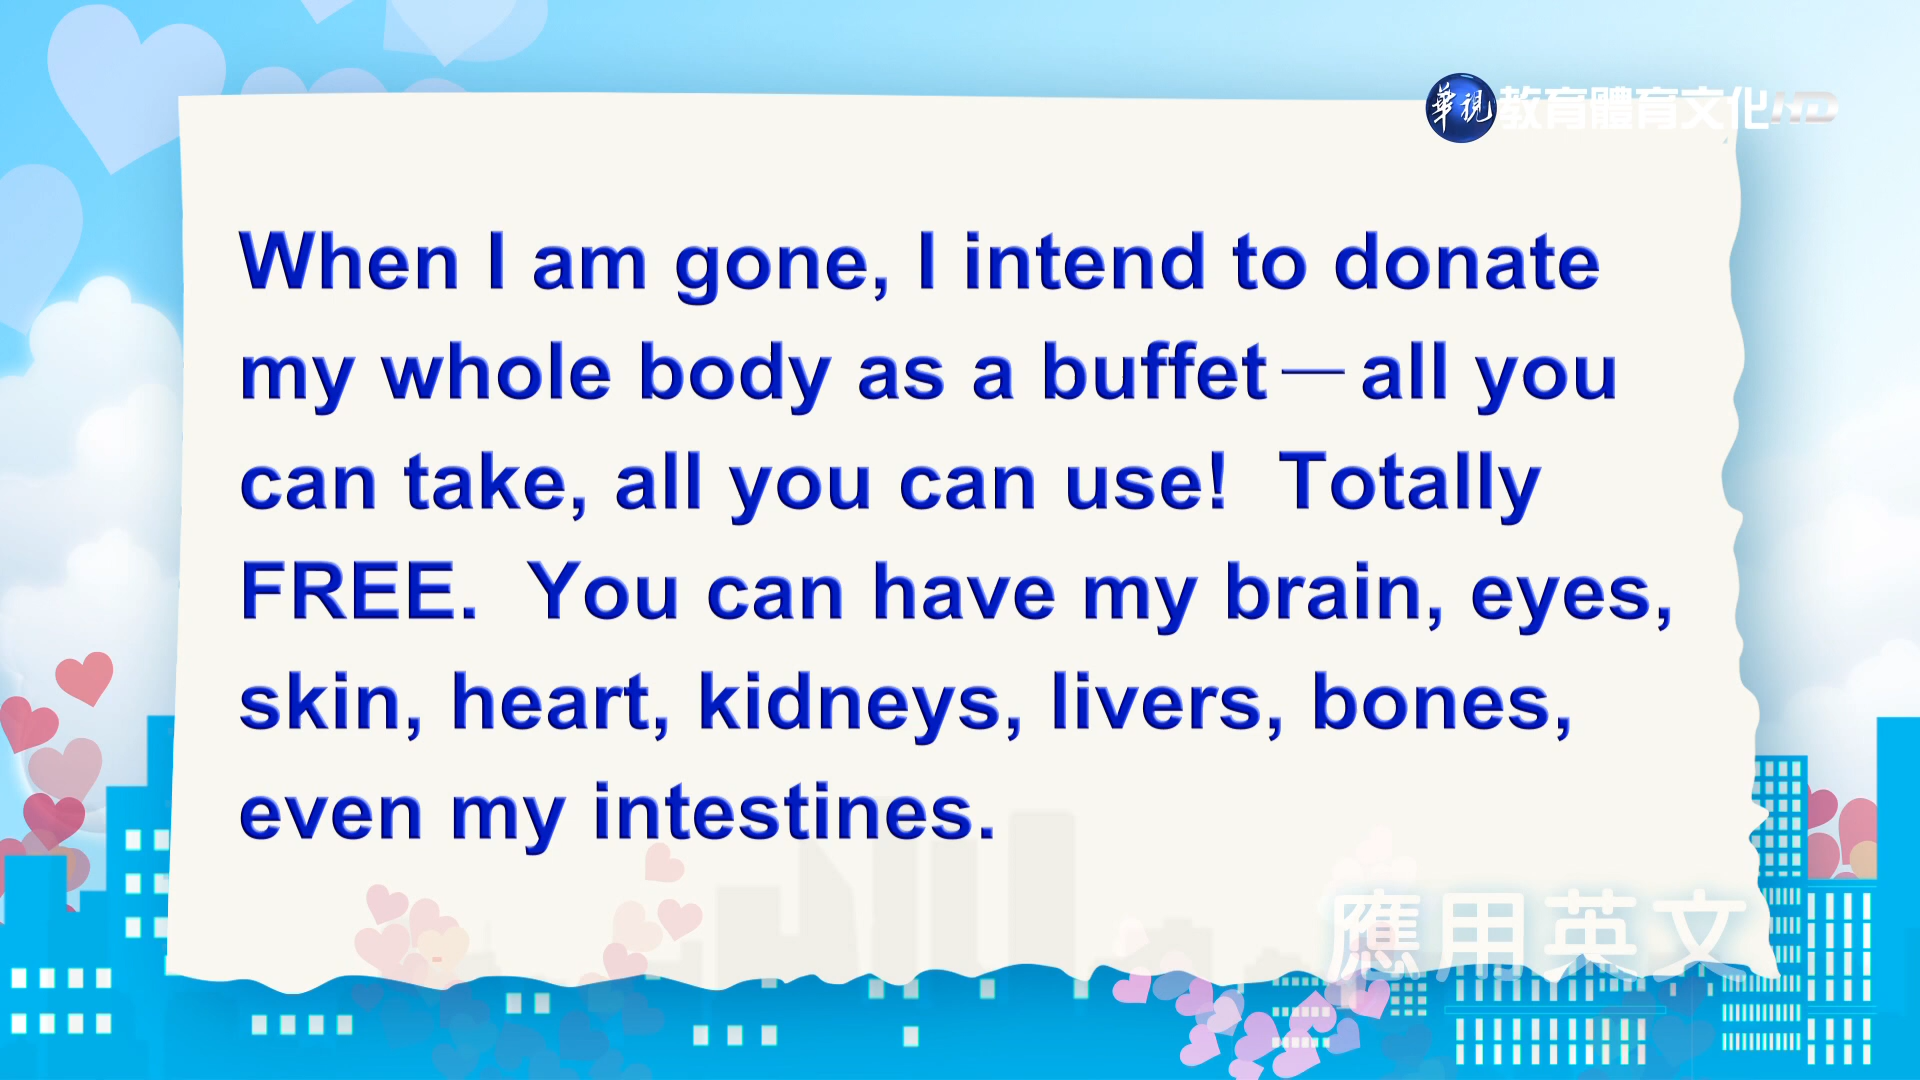 華視 教育體育文化HD
When I am gone, I intend to donate
my whole body as a buffet—all you
can take, all you can use!  Totally
FREE.  You can have my brain, eyes,
skin, heart, kidneys, livers, bones,
even my intestines.
應用英文